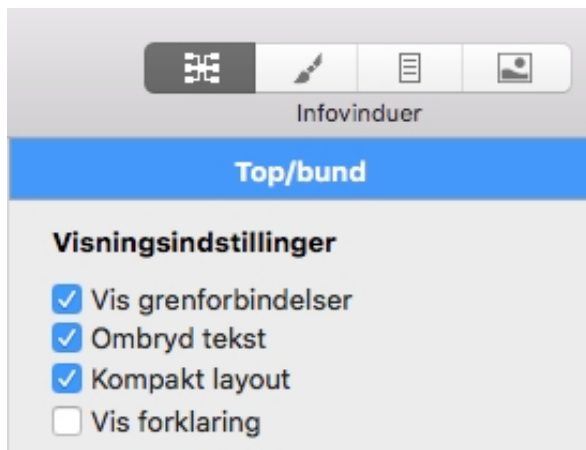 Infovinduer
Top/bund
Visningsindstillinger
Vis grenforbindelser
Ombryd tekst
Kompakt layout
Vis forklaring